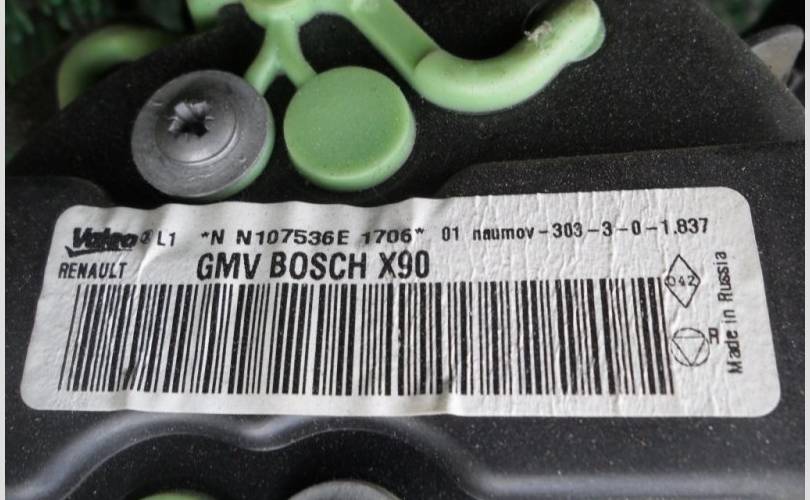 Valeo® L1 *N N107536E 1706* 01 naumov-303-3-0-1.837
RENAULT GMV BOSCH X90
042
R
Made in Russia